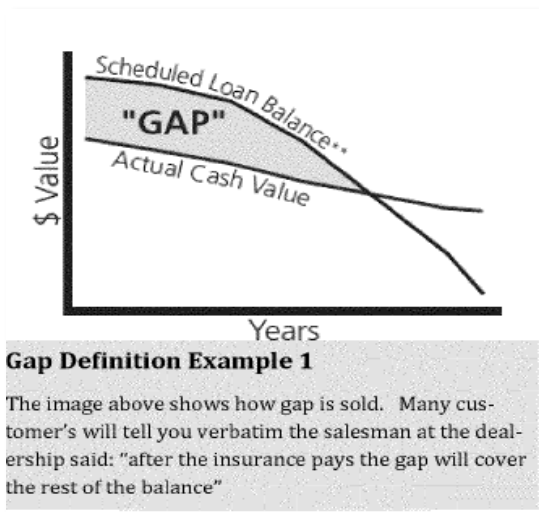 Scheduled Loan Balance**
"GAP"
Actual Cash Value
$ Value
Years
Gap Definition Example 1
The image above shows how gap is sold.   Many cus-
tomer's will tell you verbatim the salesman at the deal-
ership said: "after the insurance pays the gap will cover
the rest of the balance"